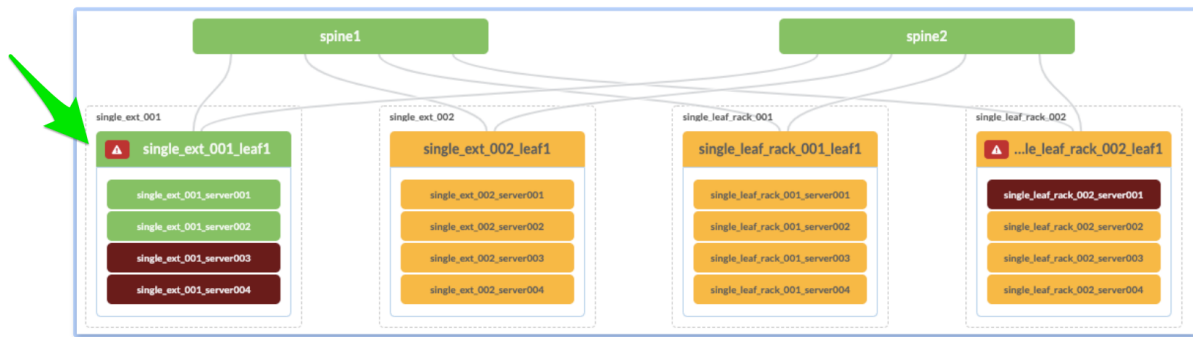 spine1
spine2
single_ext_001
single_ext_002
single_leaf_rack_001
single_leaf_rack_002
single_ext_001_leaf1
single_ext_002_leaf1
single_leaf_rack_001_leaf1
...le_leaf_rack_002_leaf1
single_ext_001_server001
single_ext_002_server001
single_leaf_rack_001_server001
single_leaf_rack_002_server001
single_ext_001_server002
single_ext_002_server002
single_leaf_rack_001_server002
single_leaf_rack_002_server002
single_ext_001_server003
single_ext_002_server003
single_leaf_rack_001_server003
single_leaf_rack_002_server003
single_ext_001_server004
single_ext_002_server004
single_leaf_rack_001_server004
single_leaf_rack_002_server004